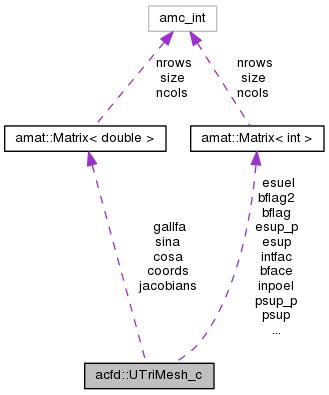 amc_int
nrows
size
ncols
nrows
size
ncols
amat::Matrix< double >
amat::Matrix< int >
gallfa
sina
cosa
coords
jacobians
esuel
bflag2
bflag
esup_p
esup
intfac
bface
inpoel
psup_p
psup
...
acfd::UTriMesh_c